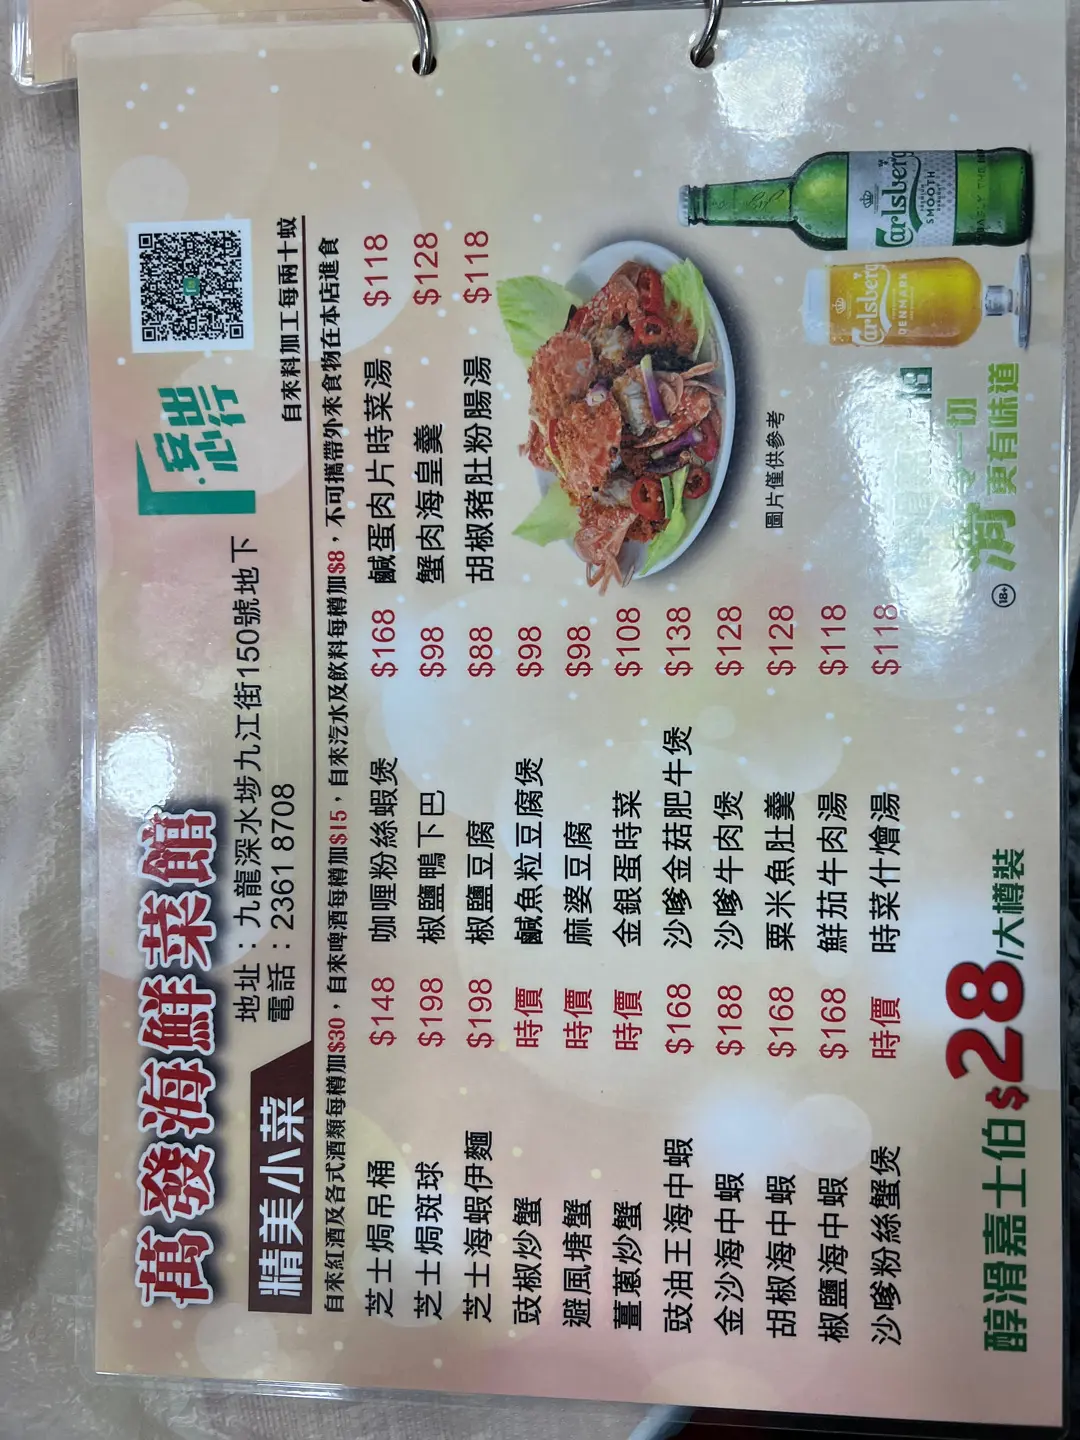 萬發海鮮菜館
地址：九龍深水埗九江街150號地下
電話：2361 8708
安心出行
精美小菜
自來料加工每兩十蚊
自來紅酒及各式酒類每樽加$30，自來啤酒每樽加$15，自來汽水及飲料每樽加$8，不可攜帶外來食物在本店進食
芝士焗吊桶 $148
芝士焗斑球 $198
芝士海蝦伊麵 $198
豉椒炒蟹 時價
避風塘蟹 時價
薑蔥炒蟹 時價
豉油王海中蝦 $168
金沙海中蝦 $188
胡椒海中蝦 $168
椒鹽海中蝦 $168
沙嗲粉絲蟹煲 時價
咖喱粉絲蝦煲 $168
椒鹽鴨下巴 $98
椒鹽豆腐 $88
鹹魚粒豆腐煲 $98
麻婆豆腐 $98
金銀蛋時菜 $108
沙嗲金菇肥牛煲 $138
沙嗲牛肉煲 $128
粟米魚肚羹 $128
鮮茄牛肉湯 $118
時菜什燴湯 $118
鹹蛋肉片時菜湯 $118
蟹肉海皇羹 $128
胡椒豬肚粉腸湯 $118
圖片僅供參考
Carlsberg
SMOOTH
Carlsberg
DENMARK
醇滑嘉士伯 $28/大樽裝
18+
滑 一切
更有味道